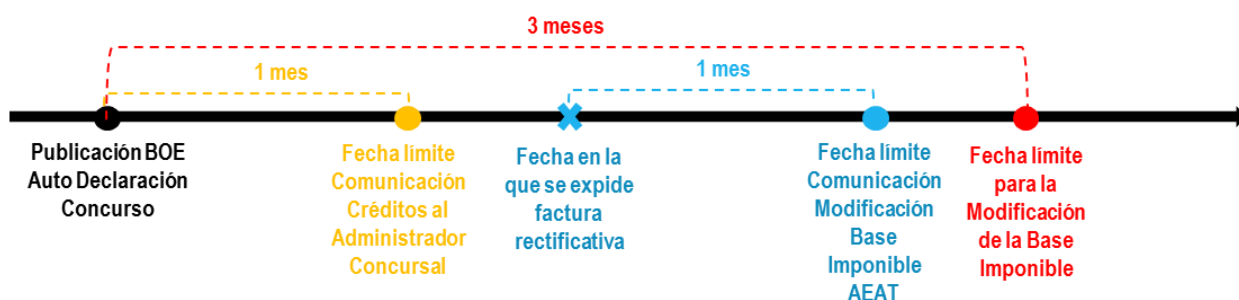 3 meses
1 mes
1 mes
Publicación BOE
Auto Declaración
Concurso
Fecha límite
Comunicación
Créditos al
Administrador
Concursal
Fecha en la
que se expide
factura
rectificativa
Fecha límite
Comunicación
Modificación
Base
Imponible
AEAT
Fecha límite
para la
Modificación
de la Base
Imponible